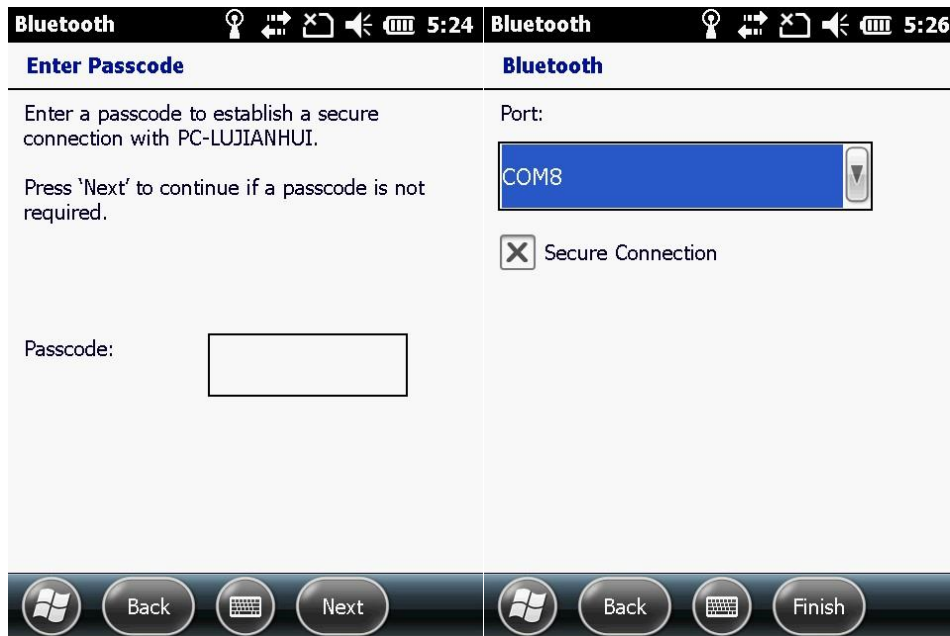 Bluetooth 5:24
Enter Passcode
Enter a passcode to establish a secure
connection with PC-LUJIANHUI.
Press ‘Next’ to continue if a passcode is not
required.
Passcode:
Back Next
Bluetooth 5:26
Bluetooth
Port:
COM8
Secure Connection
Back Finish